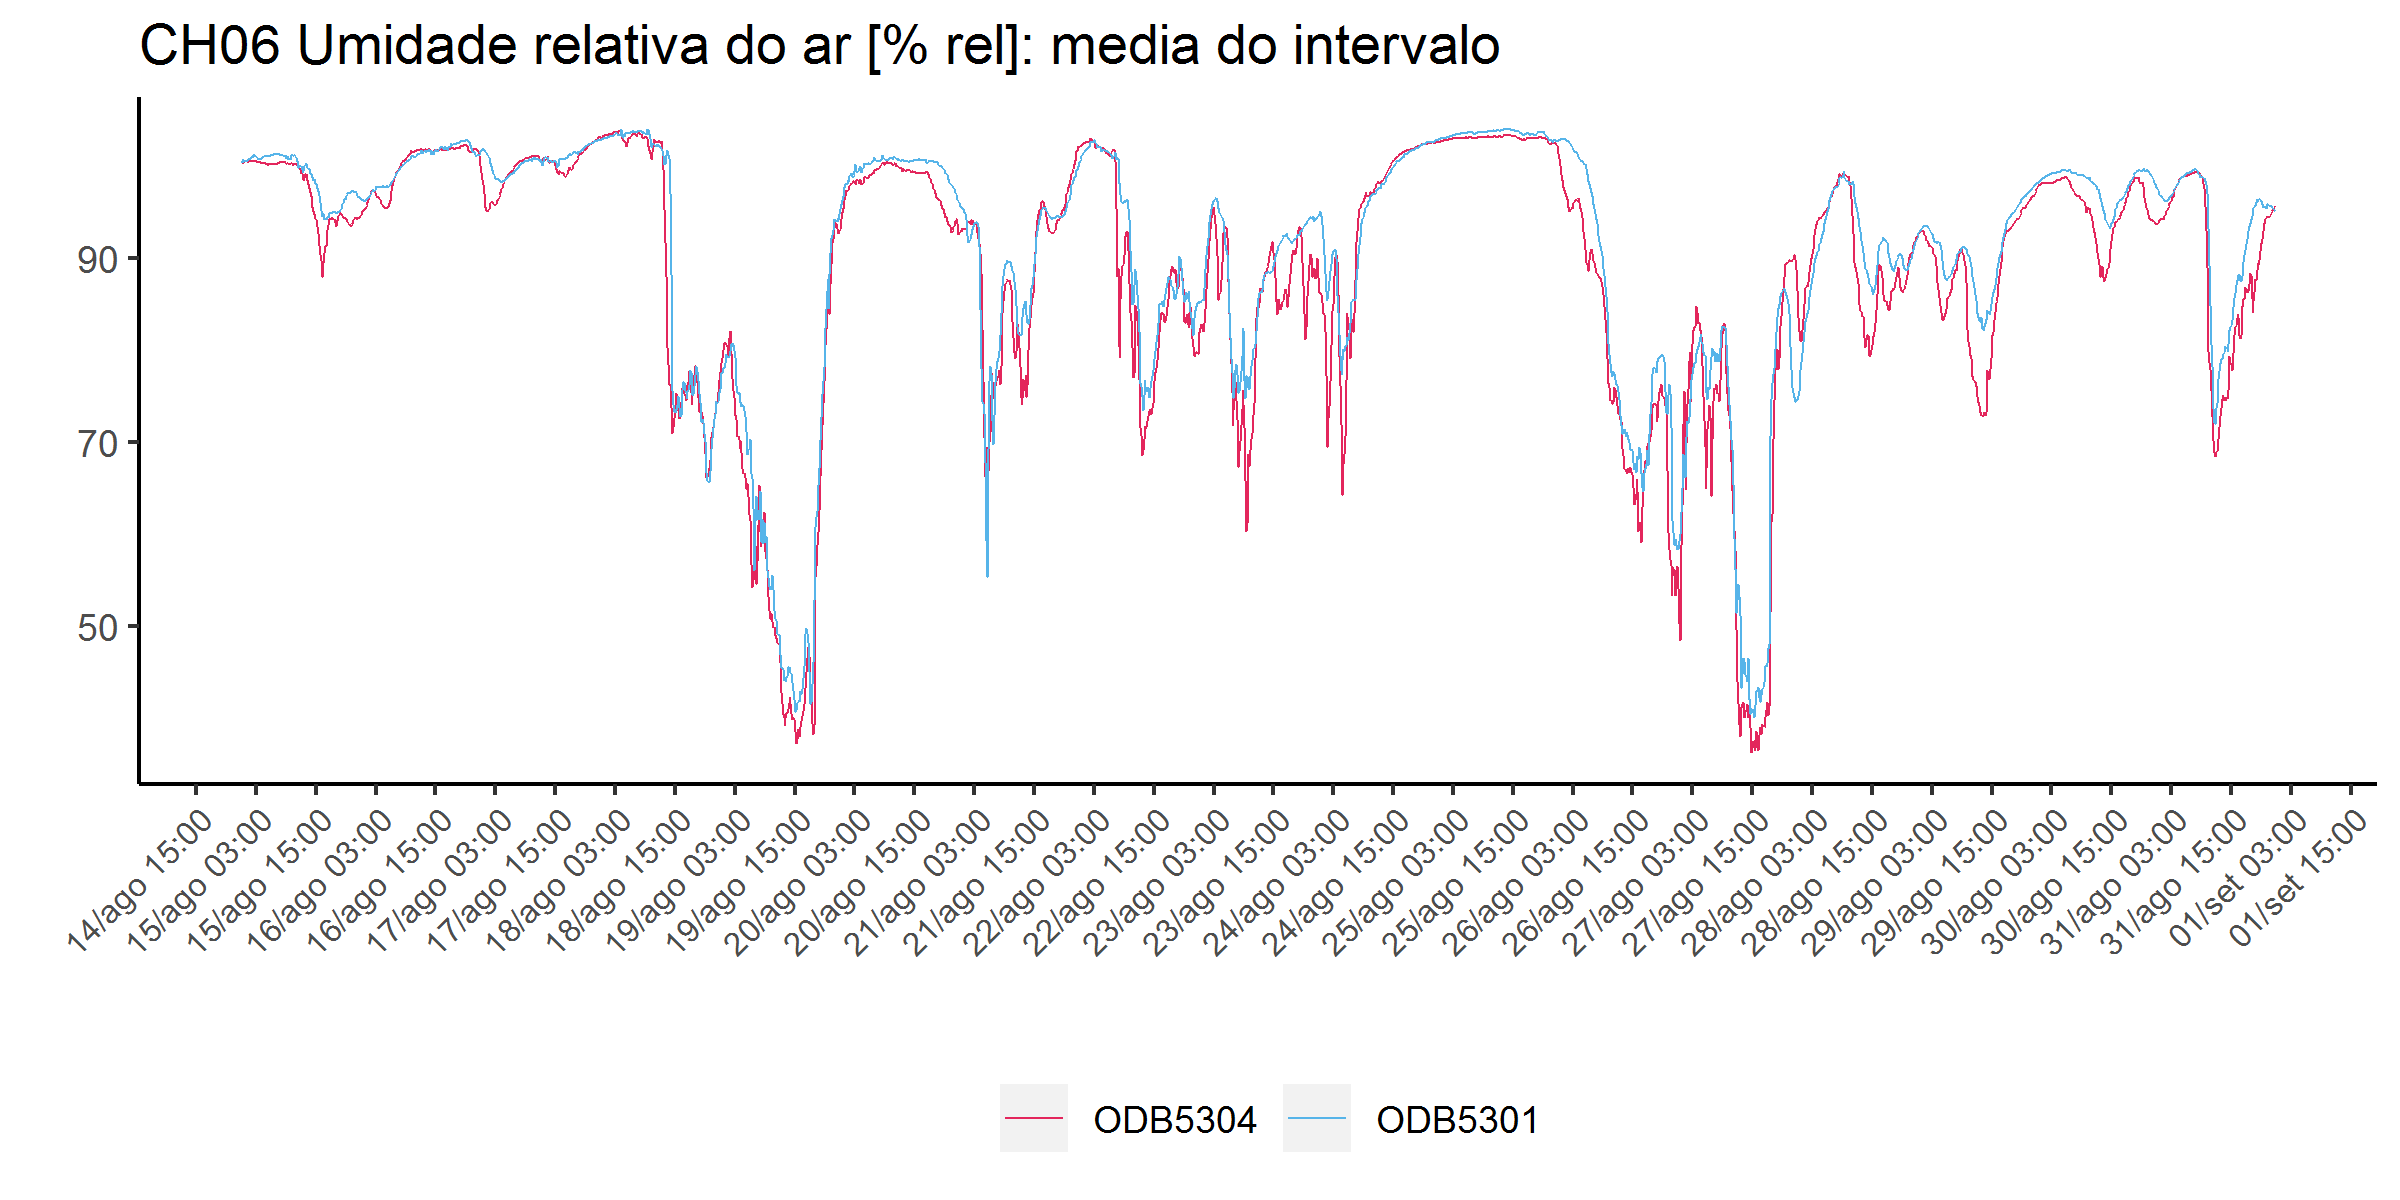 CH06 Umidade relativa do ar [% rel]: media do intervalo
90
70
50
14/ago 15:00
15/ago 03:00
15/ago 15:00
16/ago 03:00
16/ago 15:00
17/ago 03:00
17/ago 15:00
18/ago 03:00
18/ago 15:00
19/ago 03:00
19/ago 15:00
20/ago 03:00
20/ago 15:00
21/ago 03:00
21/ago 15:00
22/ago 03:00
22/ago 15:00
23/ago 03:00
23/ago 15:00
24/ago 03:00
24/ago 15:00
25/ago 03:00
25/ago 15:00
26/ago 03:00
26/ago 15:00
27/ago 03:00
27/ago 15:00
28/ago 03:00
28/ago 15:00
29/ago 03:00
29/ago 15:00
30/ago 03:00
30/ago 15:00
31/ago 03:00
31/ago 15:00
01/set 03:00
01/set 15:00
ODB5304
ODB5301